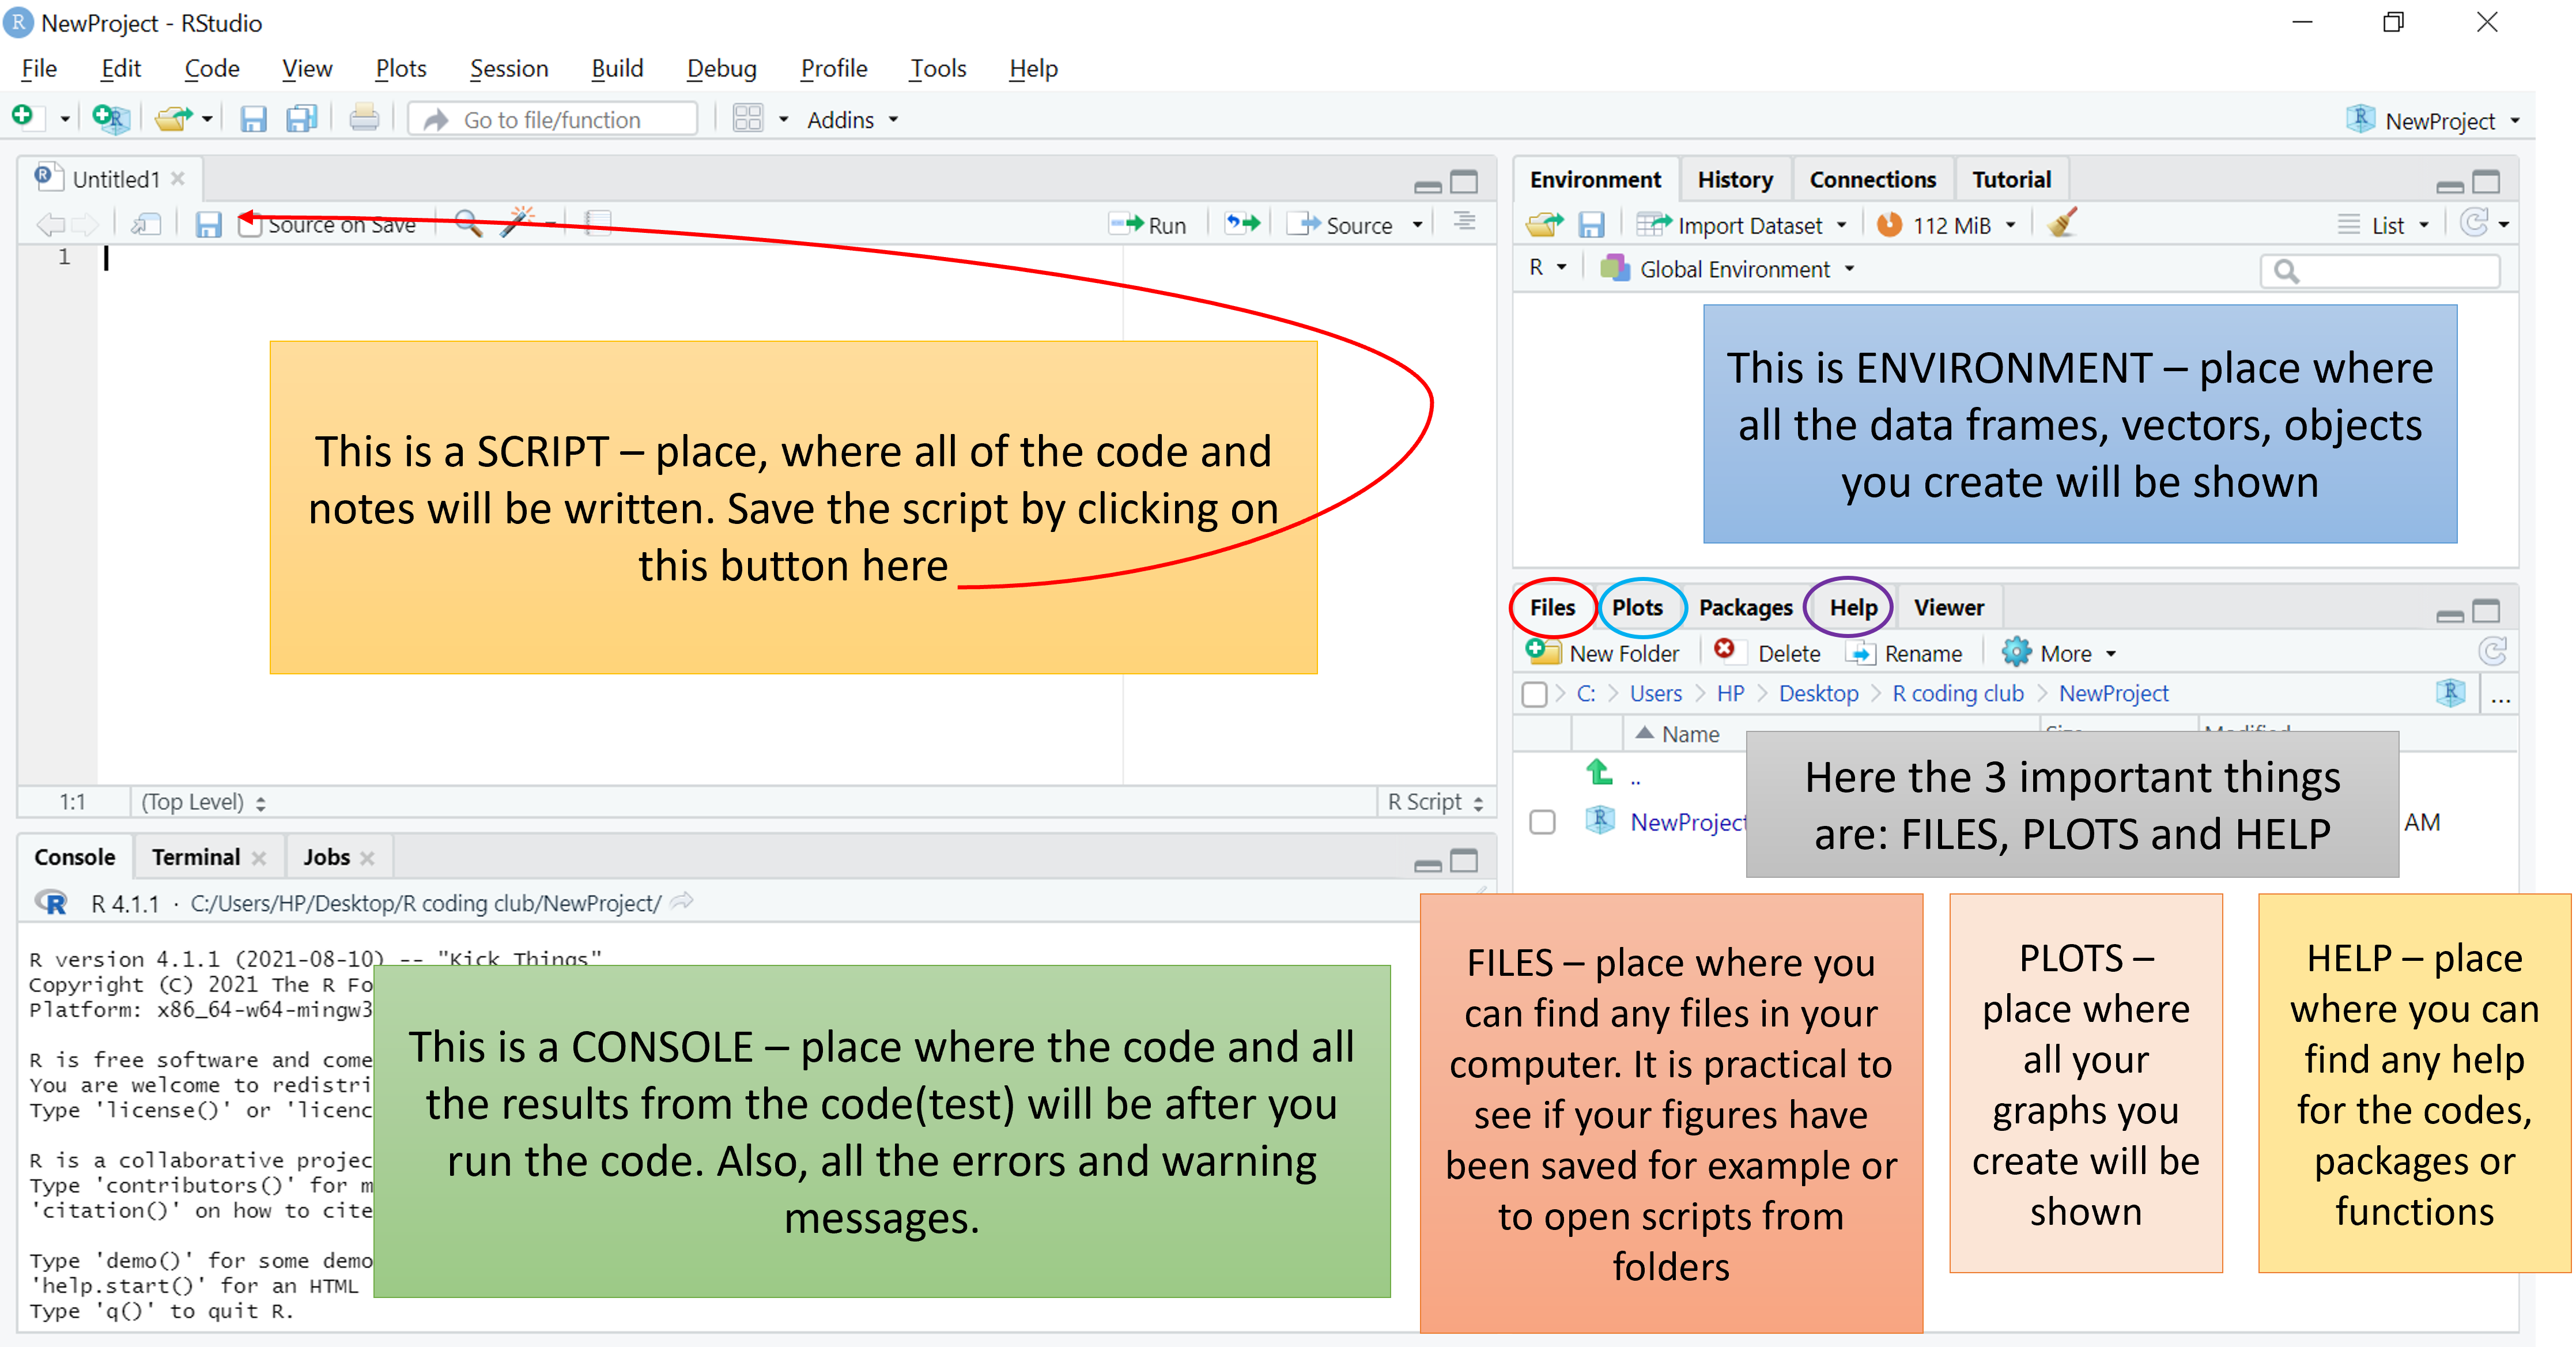 NewProject - RStudio
File Edit Code View Plots Session Build Debug Profile Tools Help
Go to file/function Addins NewProject
Untitled1
Source on Save Run Source
1
This is a SCRIPT – place, where all of the code and
notes will be written. Save the script by clicking on
this button here
1:1 (Top Level) R Script
Environment History Connections Tutorial
Import Dataset 112 MiB List
R Global Environment
This is ENVIRONMENT – place where
all the data frames, vectors, objects
you create will be shown
Files Plots Packages Help Viewer
New Folder Delete Rename More
C: > Users > HP > Desktop > R coding club > NewProject ...
Name
..
NewProject AM
Here the 3 important things
are: FILES, PLOTS and HELP
Console Terminal Jobs
R 4.1.1 · C:/Users/HP/Desktop/R coding club/NewProject/
R version 4.1.1 (2021-08-10) -- "Kick Things"
Copyright (C) 2021 The R Fo
Platform: x86_64-w64-mingw3
R is free software and come
You are welcome to redistri
Type 'license()' or 'licenc
R is a collaborative projec
Type 'contributors()' for m
'citation()' on how to cite
Type 'demo()' for some demo
'help.start()' for an HTML
Type 'q()' to quit R.
This is a CONSOLE – place where the code and all
the results from the code(test) will be after you
run the code. Also, all the errors and warning
messages.
FILES – place where you
can find any files in your
computer. It is practical to
see if your figures have
been saved for example or
to open scripts from
folders
PLOTS –
place where
all your
graphs you
create will be
shown
HELP – place
where you can
find any help
for the codes,
packages or
functions